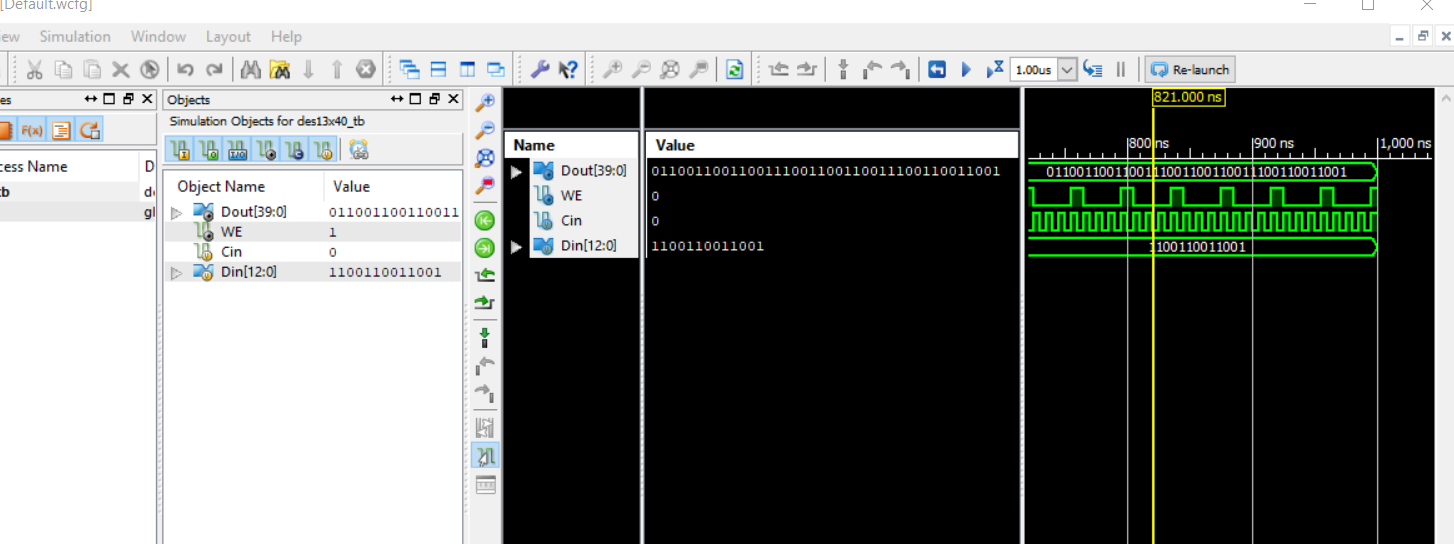 [Default.wcfg]
ew Simulation Window Layout Help
1.00us Re-launch
es
Objects
821.000 ns
Simulation Objects for des13x40_tb
F(x)
cess Name D
tb d
gl
Object Name Value
Dout[39:0] 011001100110011
WE 1
Cin 0
Din[12:0] 1100110011001
Name Value
Dout[39:0] 0110011001100111001100110011100110011001
WE 0
Cin 0
Din[12:0] 1100110011001
800 ns 900 ns 1,000 ns
0110011001100111001100110011100110011001
1100110011001